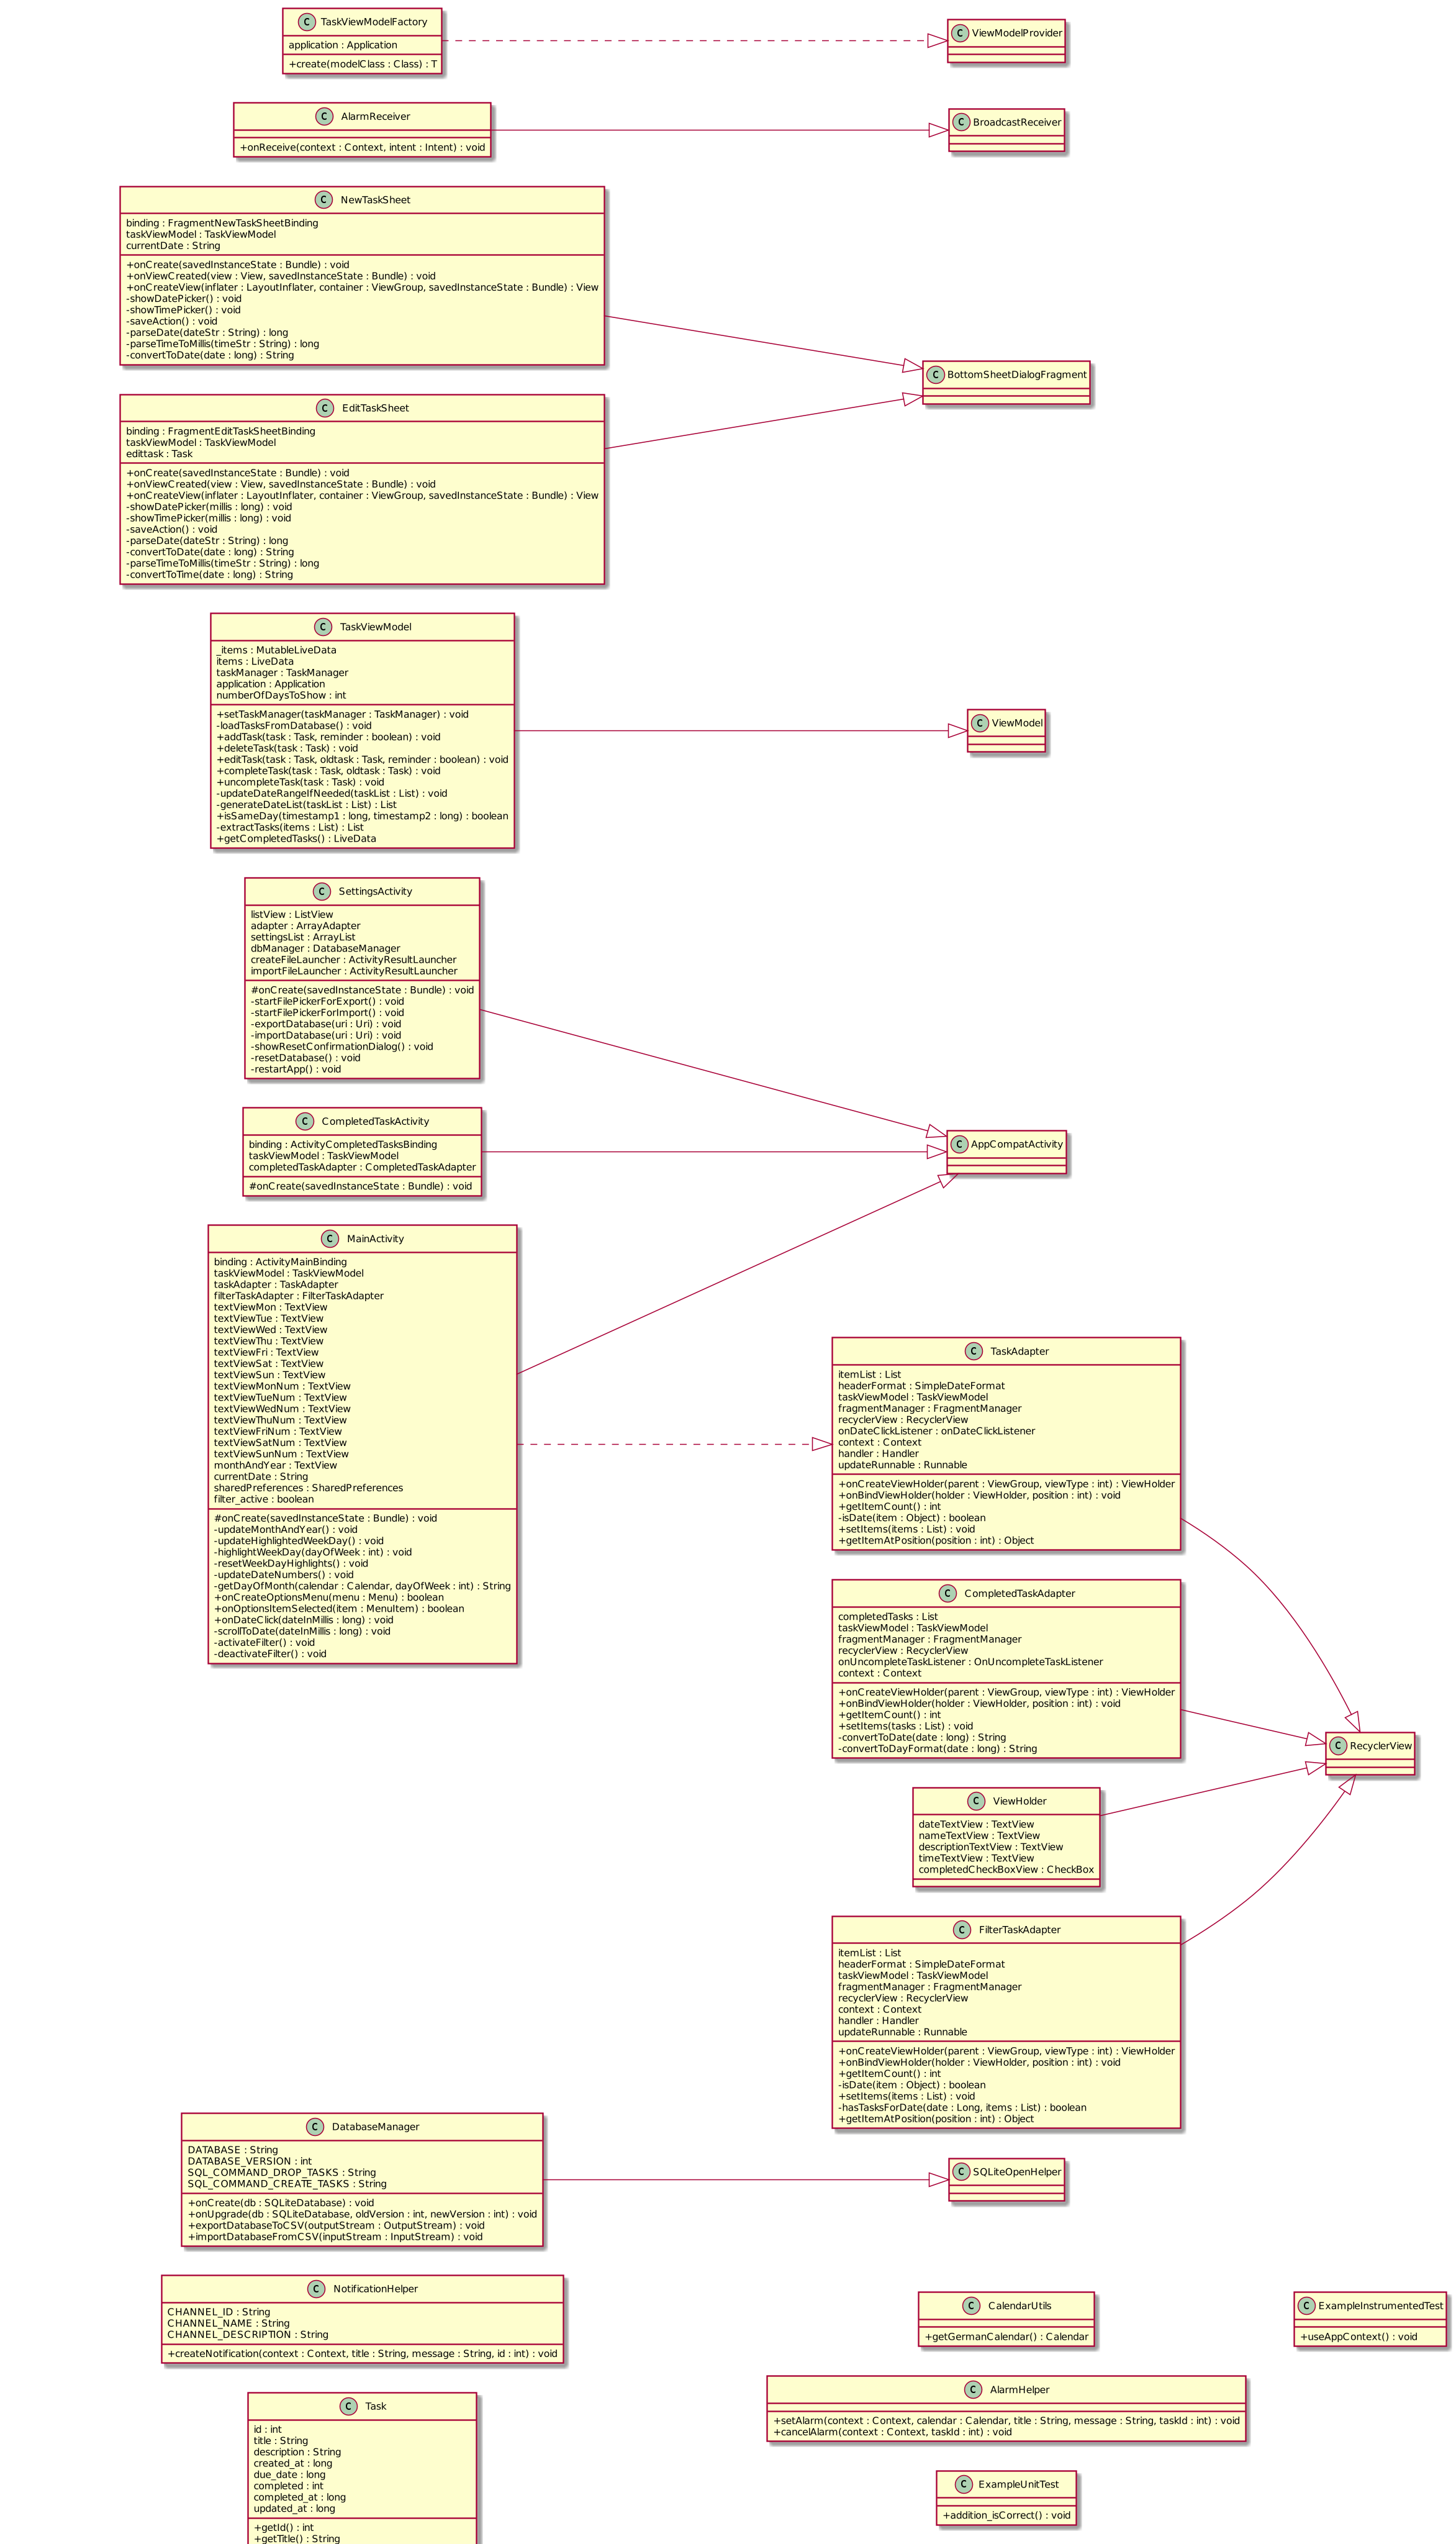 C TaskViewModelFactory
application : Application
+create(modelClass : Class) : T
C ViewModelProvider
C AlarmReceiver
+onReceive(context : Context, intent : Intent) : void
C BroadcastReceiver
C NewTaskSheet
binding : FragmentNewTaskSheetBinding
taskViewModel : TaskViewModel
currentDate : String
+onCreate(savedInstanceState : Bundle) : void
+onViewCreated(view : View, savedInstanceState : Bundle) : void
+onCreateView(inflater : LayoutInflater, container : ViewGroup, savedInstanceState : Bundle) : View
-showDatePicker() : void
-showTimePicker() : void
-saveAction() : void
-parseDate(dateStr : String) : long
-parseTimeToMillis(timeStr : String) : long
-convertToDate(date : long) : String
C BottomSheetDialogFragment
C EditTaskSheet
binding : FragmentEditTaskSheetBinding
taskViewModel : TaskViewModel
edittask : Task
+onCreate(savedInstanceState : Bundle) : void
+onViewCreated(view : View, savedInstanceState : Bundle) : void
+onCreateView(inflater : LayoutInflater, container : ViewGroup, savedInstanceState : Bundle) : View
-showDatePicker(millis : long) : void
-showTimePicker(millis : long) : void
-saveAction() : void
-parseDate(dateStr : String) : long
-convertToDate(date : long) : String
-parseTimeToMillis(timeStr : String) : long
-convertToTime(date : long) : String
C TaskViewModel
_items : MutableLiveData
items : LiveData
taskManager : TaskManager
application : Application
numberOfDaysToShow : int
+setTaskManager(taskManager : TaskManager) : void
-loadTasksFromDatabase() : void
+addTask(task : Task, reminder : boolean) : void
+deleteTask(task : Task) : void
+editTask(task : Task, oldtask : Task, reminder : boolean) : void
+completeTask(task : Task, oldtask : Task) : void
+uncompleteTask(task : Task) : void
-updateDateRangeIfNeeded(taskList : List) : void
-generateDateList(taskList : List) : List
+isSameDay(timestamp1 : long, timestamp2 : long) : boolean
-extractTasks(items : List) : List
+getCompletedTasks() : LiveData
C ViewModel
C SettingsActivity
listView : ListView
adapter : ArrayAdapter
settingsList : ArrayList
dbManager : DatabaseManager
createFileLauncher : ActivityResultLauncher
importFileLauncher : ActivityResultLauncher
#onCreate(savedInstanceState : Bundle) : void
-startFilePickerForExport() : void
-startFilePickerForImport() : void
-exportDatabase(uri : Uri) : void
-importDatabase(uri : Uri) : void
-showResetConfirmationDialog() : void
-resetDatabase() : void
-restartApp() : void
C CompletedTaskActivity
binding : ActivityCompletedTasksBinding
taskViewModel : TaskViewModel
completedTaskAdapter : CompletedTaskAdapter
#onCreate(savedInstanceState : Bundle) : void
C AppCompatActivity
C MainActivity
binding : ActivityMainBinding
taskViewModel : TaskViewModel
taskAdapter : TaskAdapter
filterTaskAdapter : FilterTaskAdapter
textViewMon : TextView
textViewTue : TextView
textViewWed : TextView
textViewThu : TextView
textViewFri : TextView
textViewSat : TextView
textViewSun : TextView
textViewMonNum : TextView
textViewTueNum : TextView
textViewWedNum : TextView
textViewThuNum : TextView
textViewFriNum : TextView
textViewSatNum : TextView
textViewSunNum : TextView
monthAndYear : TextView
currentDate : String
sharedPreferences : SharedPreferences
filter_active : boolean
#onCreate(savedInstanceState : Bundle) : void
-updateMonthAndYear() : void
-updateHighlightedWeekDay() : void
-highlightWeekDay(dayOfWeek : int) : void
-resetWeekDayHighlights() : void
-updateDateNumbers() : void
-getDayOfMonth(calendar : Calendar, dayOfWeek : int) : String
+onCreateOptionsMenu(menu : Menu) : boolean
+onOptionsItemSelected(item : MenuItem) : boolean
+onDateClick(dateInMillis : long) : void
-scrollToDate(dateInMillis : long) : void
-activateFilter() : void
-deactivateFilter() : void
C TaskAdapter
itemList : List
headerFormat : SimpleDateFormat
taskViewModel : TaskViewModel
fragmentManager : FragmentManager
recyclerView : RecyclerView
onDateClickListener : onDateClickListener
context : Context
handler : Handler
updateRunnable : Runnable
+onCreateViewHolder(parent : ViewGroup, viewType : int) : ViewHolder
+onBindViewHolder(holder : ViewHolder, position : int) : void
+getItemCount() : int
-isDate(item : Object) : boolean
+setItems(items : List) : void
+getItemAtPosition(position : int) : Object
C CompletedTaskAdapter
completedTasks : List
taskViewModel : TaskViewModel
fragmentManager : FragmentManager
recyclerView : RecyclerView
onUncompleteTaskListener : OnUncompleteTaskListener
context : Context
+onCreateViewHolder(parent : ViewGroup, viewType : int) : ViewHolder
+onBindViewHolder(holder : ViewHolder, position : int) : void
+getItemCount() : int
+setItems(tasks : List) : void
-convertToDate(date : long) : String
-convertToDayFormat(date : long) : String
C RecyclerView
C ViewHolder
dateTextView : TextView
nameTextView : TextView
descriptionTextView : TextView
timeTextView : TextView
completedCheckBoxView : CheckBox
C FilterTaskAdapter
itemList : List
headerFormat : SimpleDateFormat
taskViewModel : TaskViewModel
fragmentManager : FragmentManager
recyclerView : RecyclerView
context : Context
handler : Handler
updateRunnable : Runnable
+onCreateViewHolder(parent : ViewGroup, viewType : int) : ViewHolder
+onBindViewHolder(holder : ViewHolder, position : int) : void
+getItemCount() : int
-isDate(item : Object) : boolean
+setItems(items : List) : void
-hasTasksForDate(date : Long, items : List) : boolean
+getItemAtPosition(position : int) : Object
C DatabaseManager
DATABASE : String
DATABASE_VERSION : int
SQL_COMMAND_DROP_TASKS : String
SQL_COMMAND_CREATE_TASKS : String
+onCreate(db : SQLiteDatabase) : void
+onUpgrade(db : SQLiteDatabase, oldVersion : int, newVersion : int) : void
+exportDatabaseToCSV(outputStream : OutputStream) : void
+importDatabaseFromCSV(inputStream : InputStream) : void
C SQLiteOpenHelper
C NotificationHelper
CHANNEL_ID : String
CHANNEL_NAME : String
CHANNEL_DESCRIPTION : String
+createNotification(context : Context, title : String, message : String, id : int) : void
C CalendarUtils
+getGermanCalendar() : Calendar
C ExampleInstrumentedTest
+useAppContext() : void
C AlarmHelper
+setAlarm(context : Context, calendar : Calendar, title : String, message : String, taskId : int) : void
+cancelAlarm(context : Context, taskId : int) : void
C Task
id : int
title : String
description : String
created_at : long
due_date : long
completed : int
completed_at : long
updated_at : long
+getId() : int
+getTitle() : String
C ExampleUnitTest
+addition_isCorrect() : void